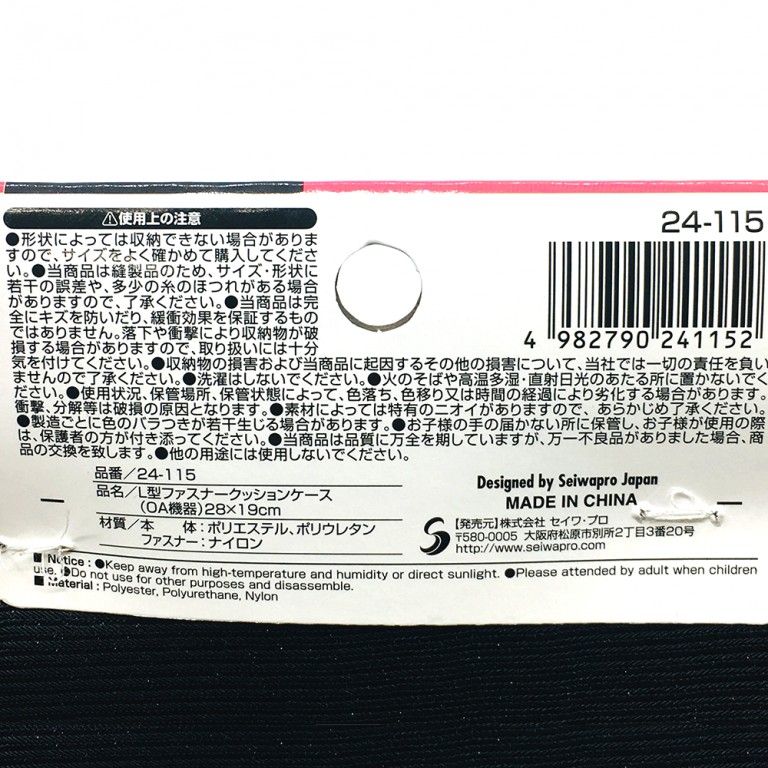 ⚠使用上の注意
24-115
●形状によっては収納できない場合がありま
すので、サイズをよく確かめて購入してくださ
い。●当商品は縫製品のため、サイズ・形状に
若干の誤差や、多少の糸のほつれがある場合
がありますので、了承ください。●当商品は完
全にキズを防いだり、緩衝効果を保証するもの
ではありません。落下や衝撃により収納物が破
損する場合がありますので、取り扱いには十分
4 982790 241152
気を付けてください。●収納物の損害および当商品に起因するその他の損害について、当社では一切の責任を負い
ませんので了承ください。●洗濯はしないでください。●火のそばや高温多湿・直射日光のあたる所に置かないでく
ださい。●使用状況、保管場所、保管状態によって、色落ち、色移り又は時間の経過により劣化する場合があります。
衝撃、分解等は破損の原因となります。●素材によっては特有のニオイがありますので、あらかじめ了承ください。
●製造ごとに色のバラつきが若干生じる場合があります。●お子様の手の届かない所に保管し、お子様が使用の際
は、保護者の方が付き添ってください。●当商品は品質に万全を期していますが、万一不良品がありました場合、商
品の交換を致します。●他の用途には使用しないでください。
品番/24-115
品名/L型ファスナークッションケース
(OA機器)28×19cm
材質/本 体:ポリエステル、ポリウレタン
ファスナー:ナイロン
Designed by Seiwapro Japan
MADE IN CHINA
【発売元】株式会社 セイワ・プロ
〒580-0005 大阪府松原市別所2丁目3番20号
http://www.seiwapro.com/
■Notice : ●Keep away from high-temperature and humidity or direct sunlight. ●Please attended by adult when children
use. ●Do not use for other purposes and disassemble.
■Material : Polyester, Polyurethane, Nylon